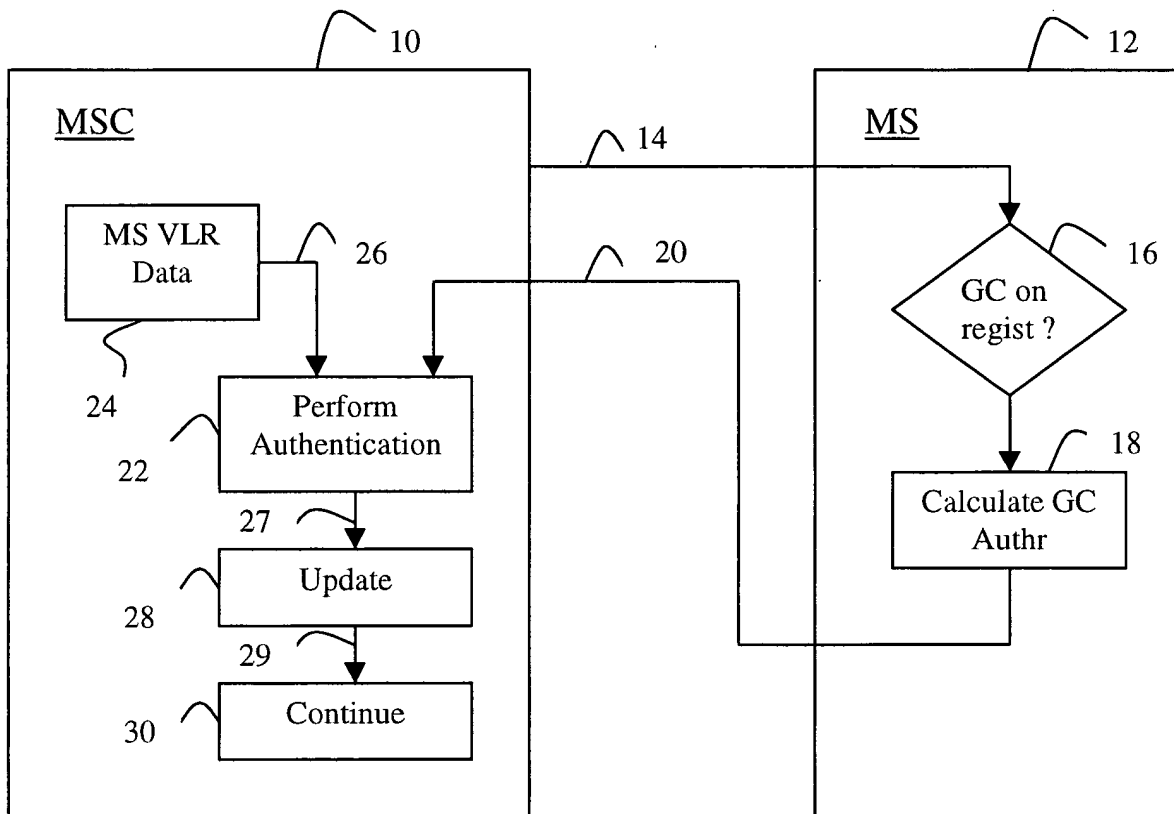 10
12
MSC
MS
14
MS VLR
Data
26
20
16
GC on
regist ?
24
Perform
Authentication
22
18
Calculate GC
Authr
27
Update
28
29
Continue
30